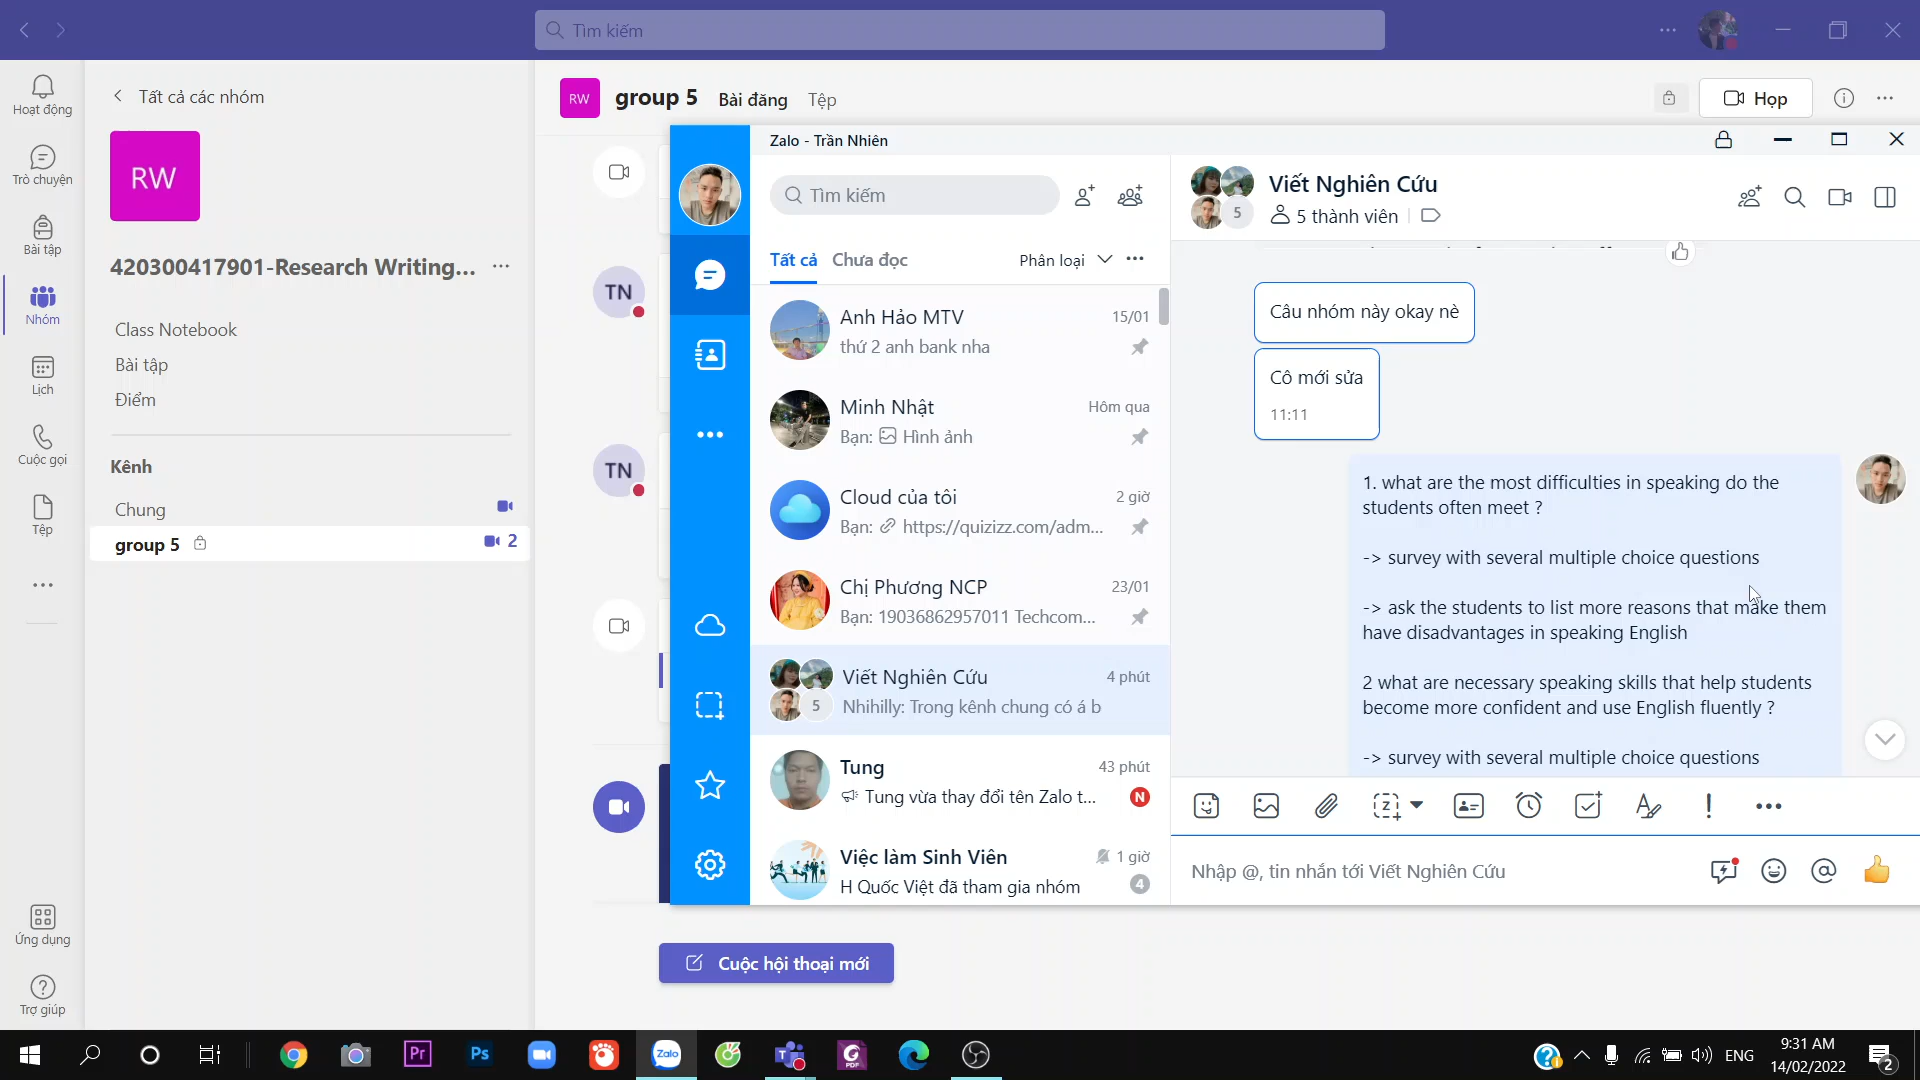 Tìm kiếm
Hoạt động
Trò chuyện
Bài tập
Nhóm
Lịch
Cuộc gọi
Tệp
Ứng dụng
Trợ giúp
Tất cả các nhóm
RW
420300417901-Research Writing...
Class Notebook
Bài tập
Điểm
Kênh
Chung
group 5
2
RW
group 5
Bài đăng
Tệp
Họp
TN
TN
Cuộc hội thoại mới
Zalo - Trần Nhiên
Tìm kiếm
Tất cả
Chưa đọc
Phân loại
Anh Hảo MTV
15/01
thứ 2 anh bank nha
Minh Nhật
Hôm qua
Bạn: Hình ảnh
Cloud của tôi
2 giờ
Bạn: https://quizizz.com/adm...
Chị Phương NCP
23/01
Bạn: 19036862957011 Techcom...
5
Viết Nghiên Cứu
4 phút
Nhihilly: Trong kênh chung có á b
Tung
43 phút
Tung vừa thay đổi tên Zalo t...
N
Việc làm Sinh Viên
1 giờ
H Quốc Việt đã tham gia nhóm
4
5
Viết Nghiên Cứu
5 thành viên
Câu nhóm này okay nè
Cô mới sửa
11:11
1. what are the most difficulties in speaking do the
students often meet ?
-> survey with several multiple choice questions
-> ask the students to list more reasons that make them
have disadvantages in speaking English
2 what are necessary speaking skills that help students
become more confident and use English fluently ?
-> survey with several multiple choice questions
Nhập @, tin nhắn tới Viết Nghiên Cứu
Pr
Ps
Zalo
PDF
ENG
9:31 AM
14/02/2022
2